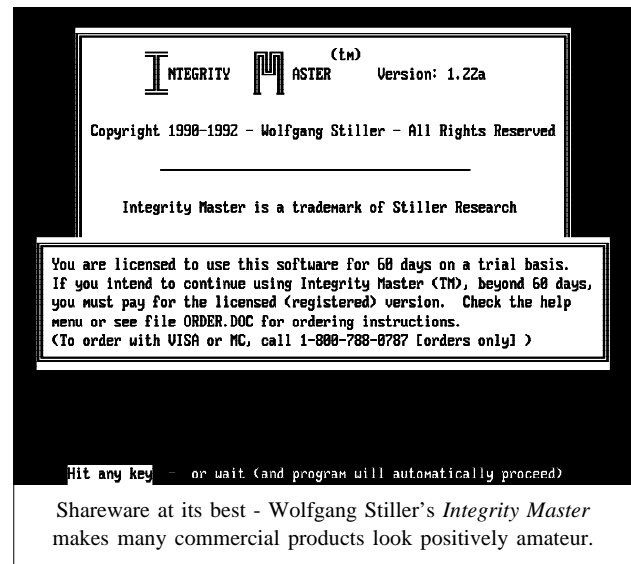 (tm)
INTEGRITY MASTER Version: 1.22a
Copyright 1990-1992 - Wolfgang Stiller - All Rights Reserved
Integrity Master is a trademark of Stiller Research
You are licensed to use this software for 60 days on a trial basis.
If you intend to continue using Integrity Master (TM), beyond 60 days,
you must pay for the licensed (registered) version. Check the help
menu or see file ORDER.DOC for ordering instructions.
(To order with VISA or MC, call 1-800-788-0787 [orders only] )
Hit any key - or wait (and program will automatically proceed)
Shareware at its best - Wolfgang Stiller's Integrity Master
makes many commercial products look positively amateur.